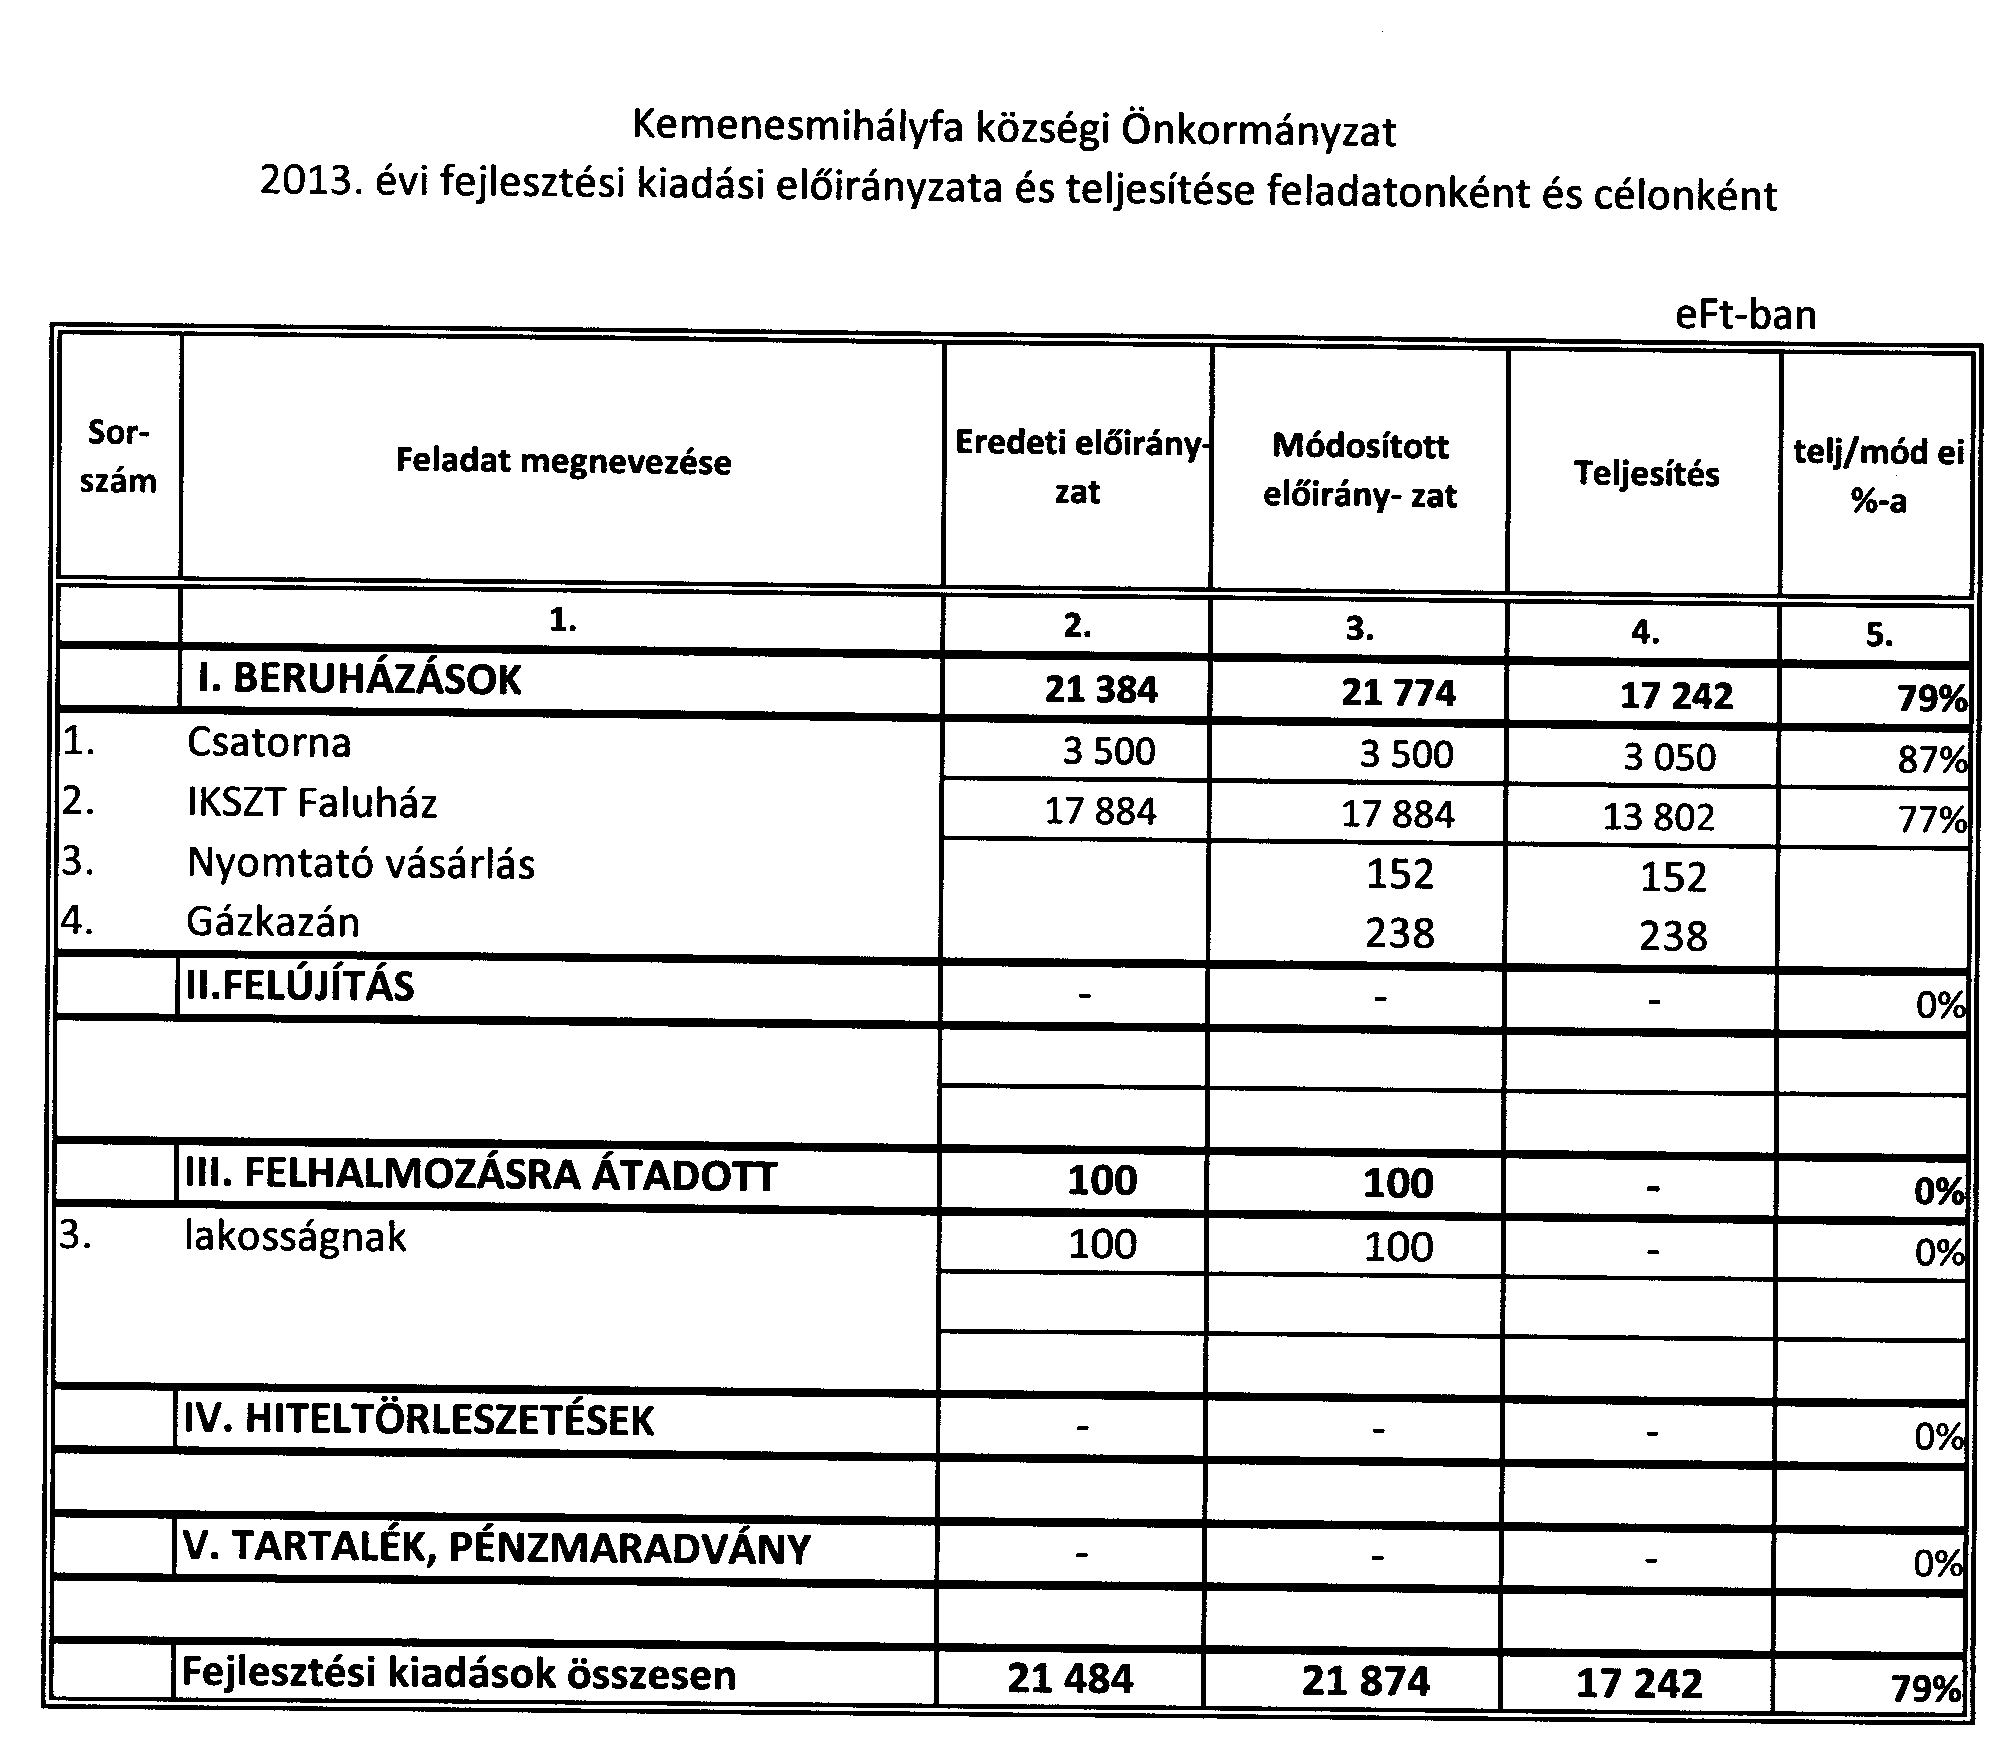 Kemenesmihályfa községi Önkormányzat
2013. évi fejlesztési kiadási előirányzata és teljesítése feladatonként és célonként
eFt-ban
Sor-
szám
Feladat megnevezése
Eredeti előirány-
zat
Módosított
előirány- zat
Teljesítés
telj/mód ei
%-a
1. 2. 3. 4. 5.
I. BERUHÁZÁSOK 21 384 21 774 17 242 79%
1. Csatorna 3 500 3 500 3 050 87%
2. IKSZT Faluház 17 884 17 884 13 802 77%
3. Nyomtató vásárlás 152 152
4. Gázkazán 238 238
II.FELÚJÍTÁS - - - 0%
III. FELHALMOZÁSRA ÁTADOTT 100 100 - 0%
3. lakosságnak 100 100 - 0%
IV. HITELTÖRLESZETÉSEK - - - 0%
V. TARTALÉK, PÉNZMARADVÁNY - - - 0%
Fejlesztési kiadások összesen 21 484 21 874 17 242 79%